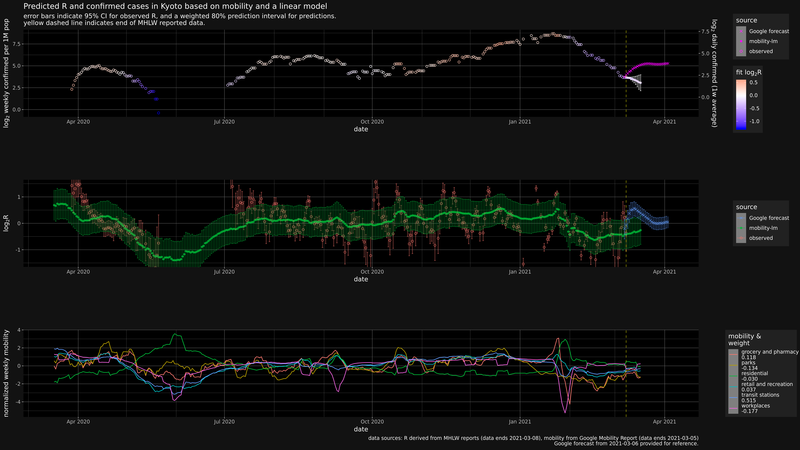 Predicted R and confirmed cases in Kyoto based on mobility and a linear model
error bars indicate 95% CI for observed R, and a weighted 80% prediction interval for predictions.
yellow dashed line indicates end of MHLW reported data.
log₂ weekly confirmed per 1M pop
7.5
5.0
2.5
0.0
7.5
5.0
2.5
0.0
log₂ daily confirmed (1w average)
Apr 2020
Jul 2020
Oct 2020
Jan 2021
Apr 2021
date
source
Google forecast
mobility-lm
observed
fit log₂R
0.5
0.0
-0.5
-1.0
log₂R
1
0
-1
Apr 2020
Jul 2020
Oct 2020
Jan 2021
Apr 2021
date
source
Google forecast
mobility-lm
observed
normalized weekly mobility
4
2
0
-2
-4
Apr 2020
Jul 2020
Oct 2020
Jan 2021
Apr 2021
date
mobility &
weight
grocery and pharmacy
0.118
parks
-0.134
residential
-0.030
retail and recreation
0.037
transit stations
0.515
workplaces
-0.177
data sources: R derived from MHLW reports (data ends 2021-03-08), mobility from Google Mobility Report (data ends 2021-03-05)
Google forecast from 2021-03-06 provided for reference.